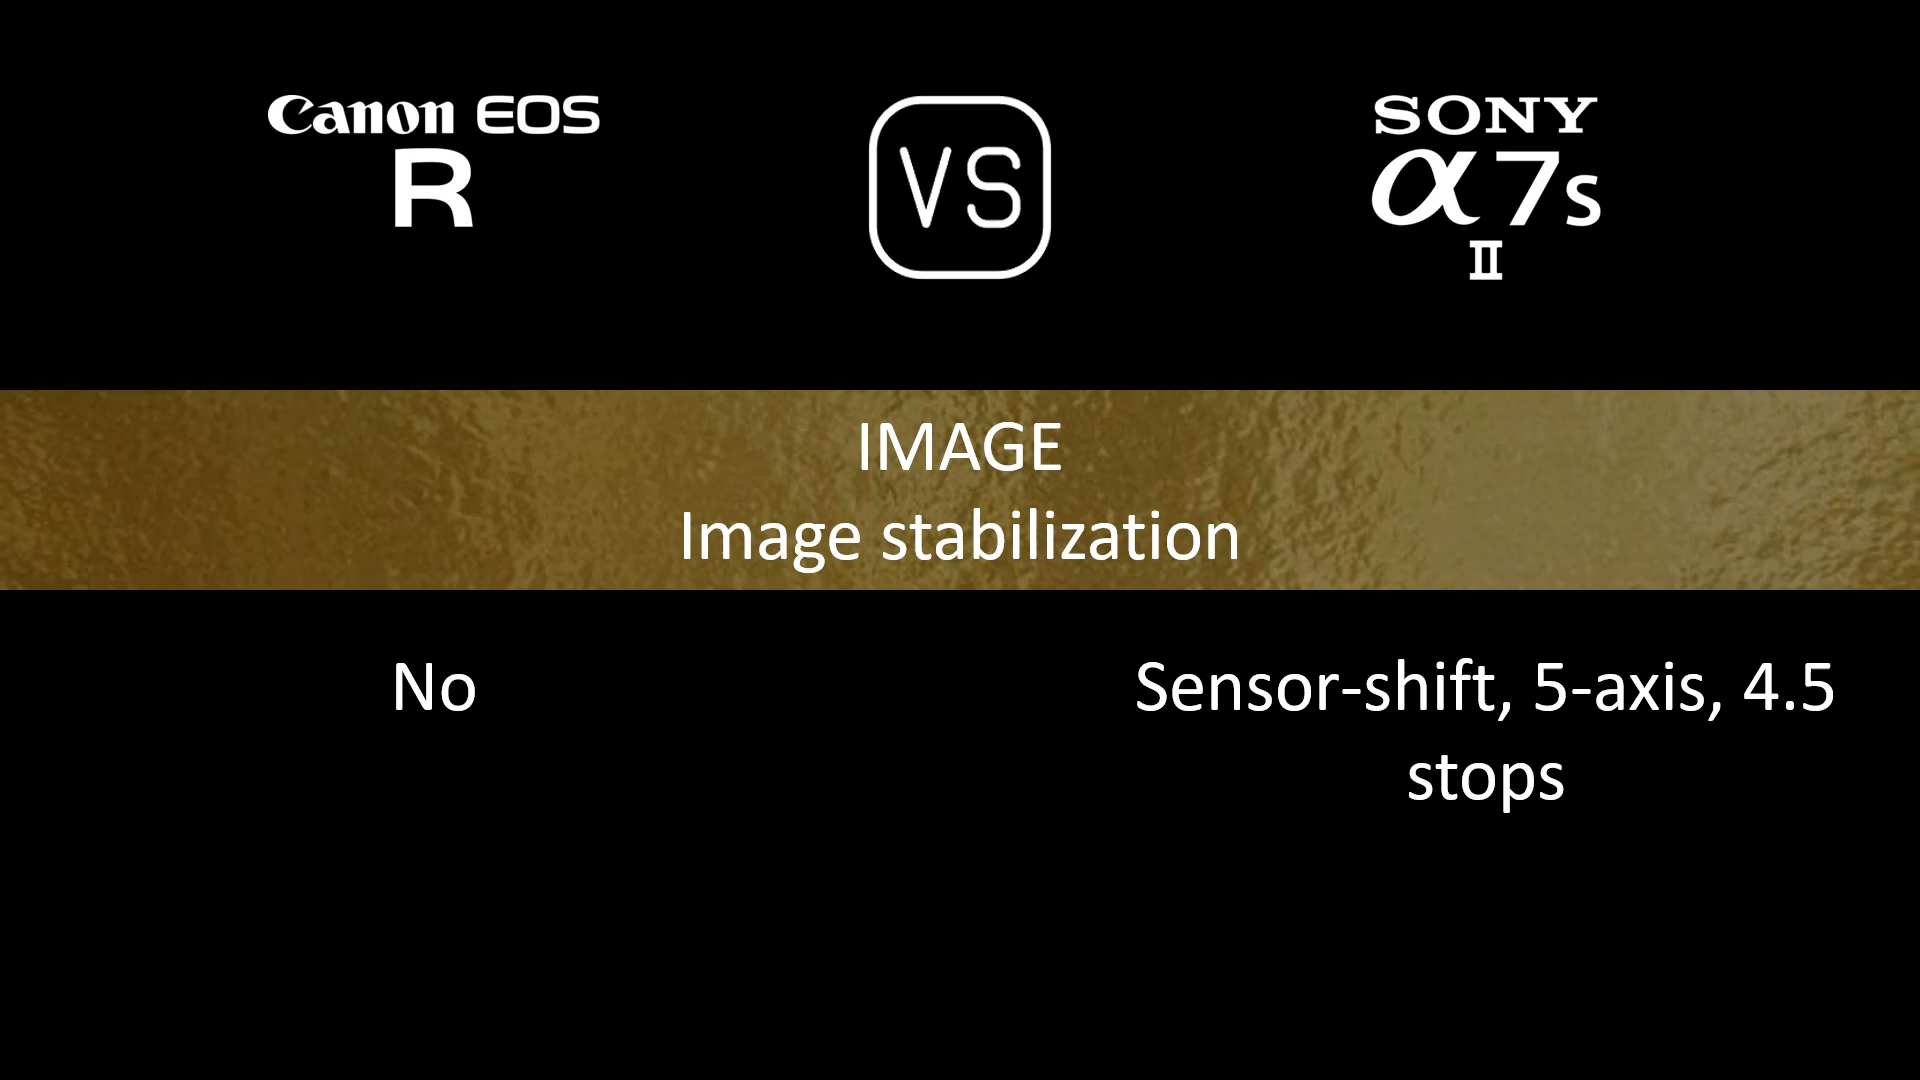 Canon EOS
R
VS
SONY
α7s
II
IMAGE
Image stabilization
No
Sensor-shift, 5-axis, 4.5
stops